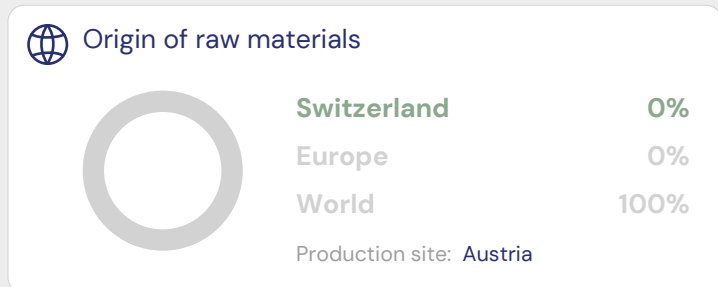 Origin of raw materials
Switzerland 0%
Europe 0%
World 100%
Production site: Austria